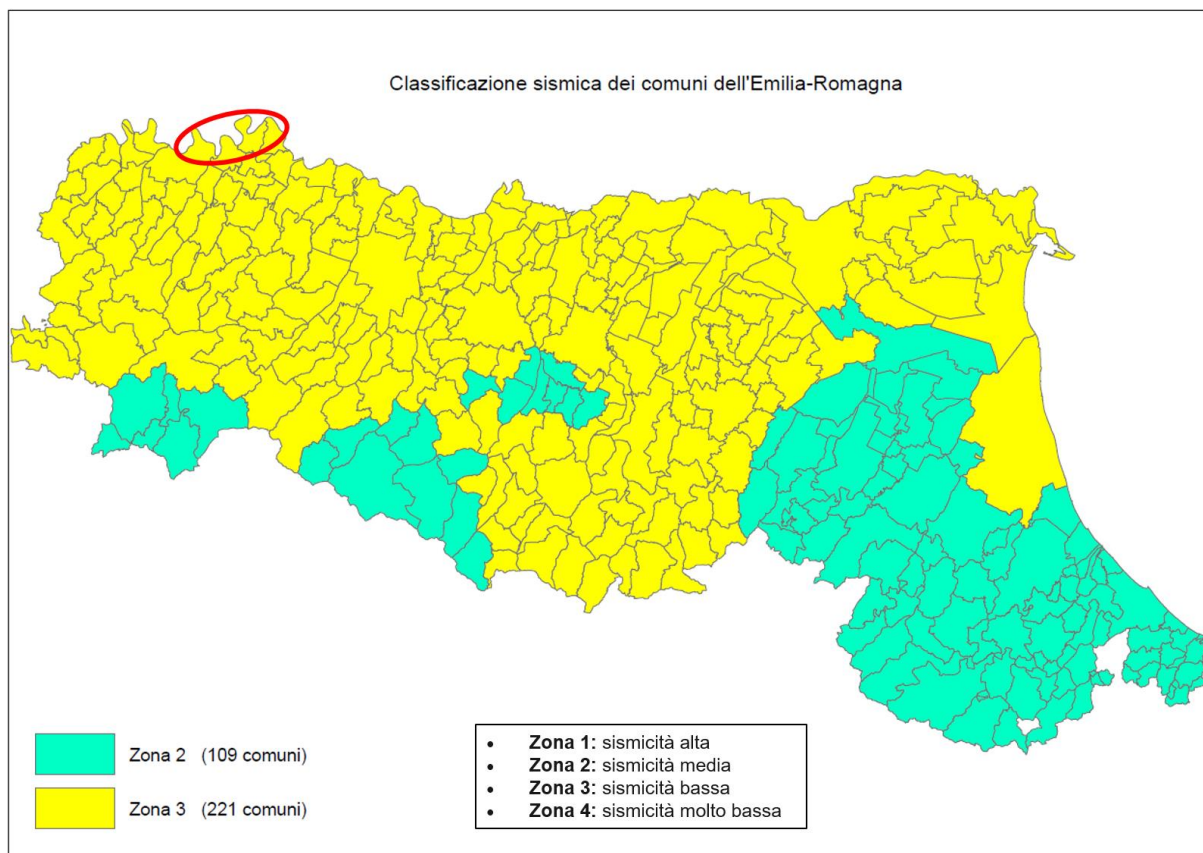 Classificazione sismica dei comuni dell'Emilia-Romagna
Zona 2 (109 comuni)
Zona 3 (221 comuni)
• Zona 1: sismicità alta
• Zona 2: sismicità media
• Zona 3: sismicità bassa
• Zona 4: sismicità molto bassa